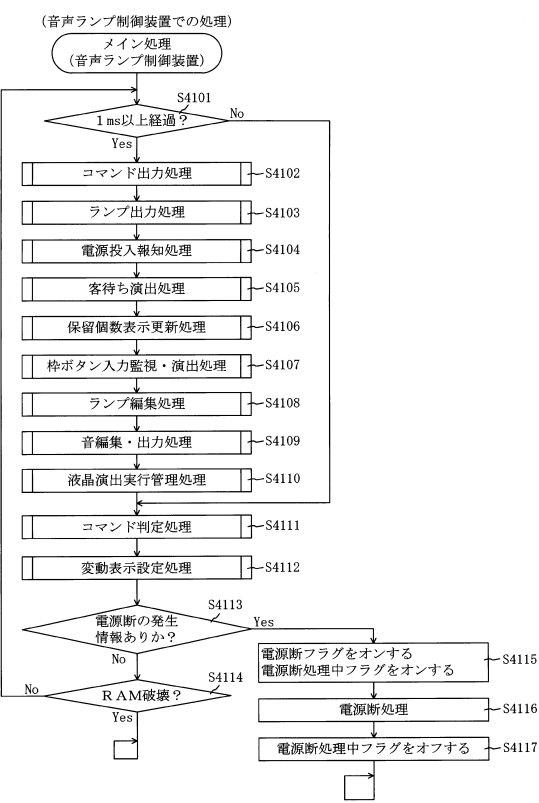 (音声ランプ制御装置での処理)
メイン処理
(音声ランプ制御装置)
S4101
1ms以上経過?
No
Yes
コマンド出力処理
S4102
ランプ出力処理
S4103
電源投入報知処理
S4104
客待ち演出処理
S4105
保留個数表示更新処理
S4106
枠ボタン入力監視・演出処理
S4107
ランプ編集処理
S4108
音編集・出力処理
S4109
液晶演出実行管理処理
S4110
コマンド判定処理
S4111
変動表示設定処理
S4112
S4113
電源断の発生
情報ありか?
Yes
No
電源断フラグをオンする
電源断処理中フラグをオンする
S4115
S4114
RAM破壊?
No
Yes
電源断処理
S4116
電源断処理中フラグをオフする
S4117